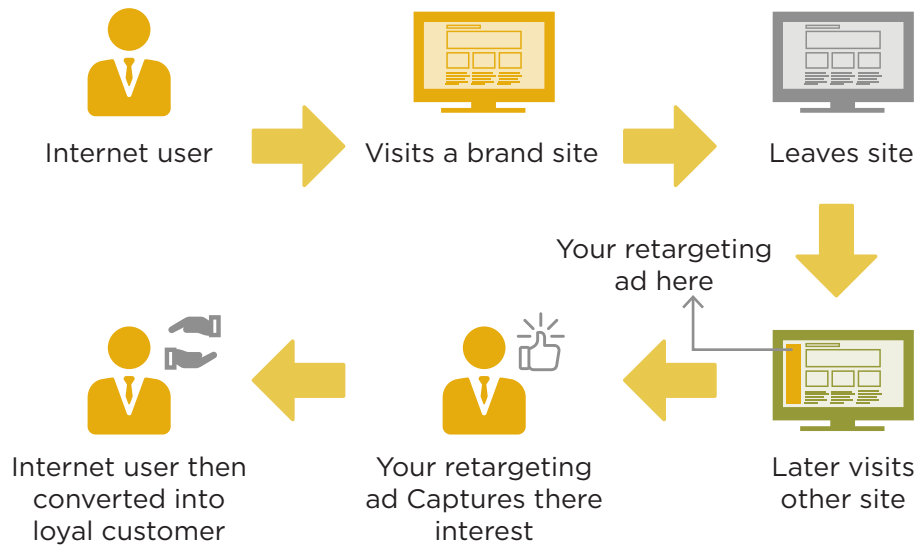 Internet user
Visits a brand site
Leaves site
Your retargeting
ad here
Later visits
other site
Your retargeting
ad Captures there
interest
Internet user then
converted into
loyal customer